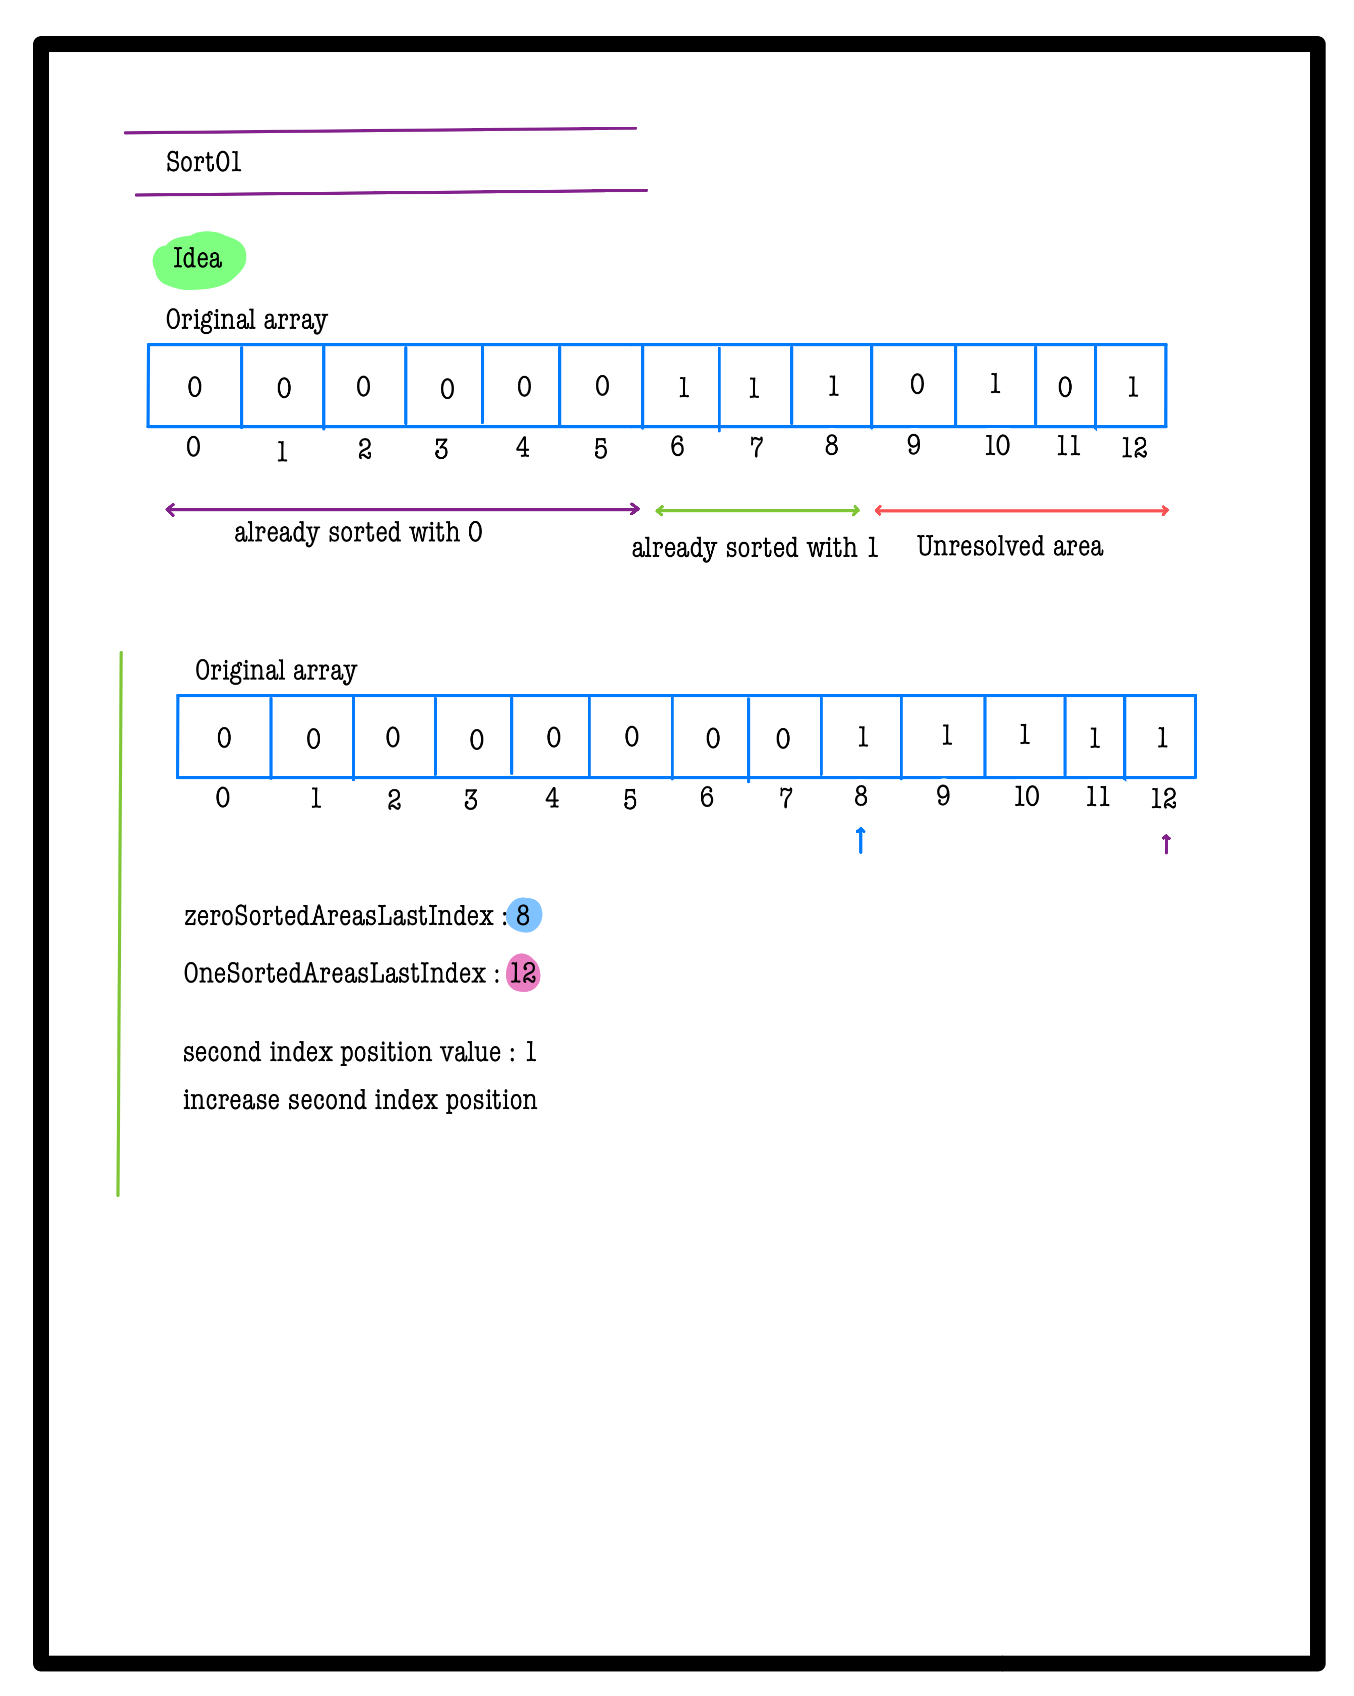 Sort01
Idea
Original array
0 0 0 0 0 0 1 1 1 0 1 0 1
0 1 2 3 4 5 6 7 8 9 10 11 12
already sorted with 0
already sorted with 1
Unresolved area
Original array
0 0 0 0 0 0 0 0 1 1 1 1 1
0 1 2 3 4 5 6 7 8 9 10 11 12
zeroSortedAreasLastIndex : 8
OneSortedAreasLastIndex : 12
second index position value : 1
increase second index position